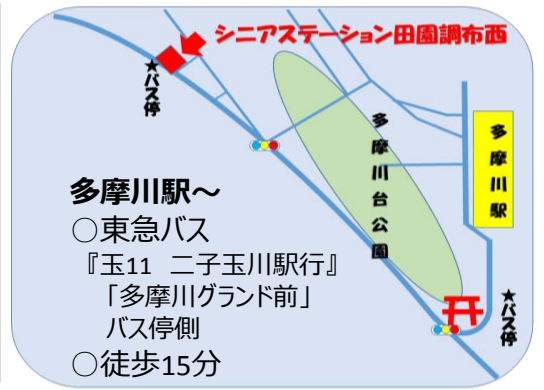 シニアステーション田園調布西
★バス停
多摩川台公園
多摩川駅
多摩川駅～
○東急バス
『玉11 二子玉川駅行』
「多摩川グランド前」
バス停側
○徒歩15分
★バス停